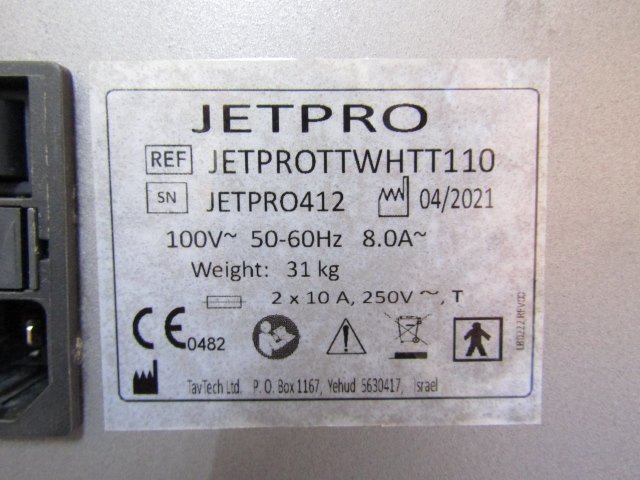 JETPRO
REF JETPROTTWHTT110
SN JETPRO412 04/2021
100V~ 50-60Hz 8.0A~
Weight: 31 kg
2 x 10 A, 250V ~, T
CE 0482
TavTech Ltd. P. O. Box 1167, Yehud 5630417, Israel